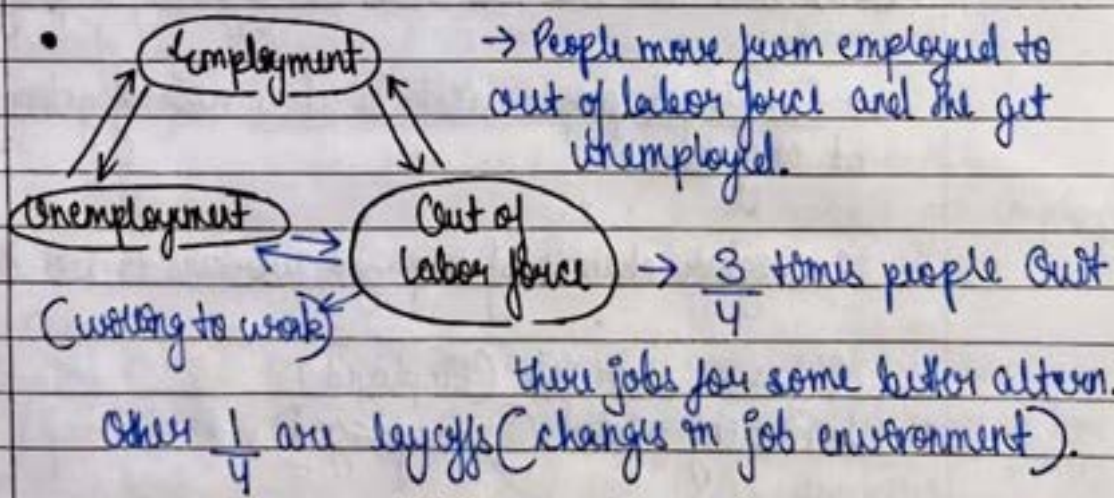 • Employment → People move from employed to
out of labor force and the get
unemployed.
Unemployment Out of
labor force → 3/4 times people Quit
(willing to work)
there jobs for some better altern.
Other 1/4 are layoffs (changes in job environment).